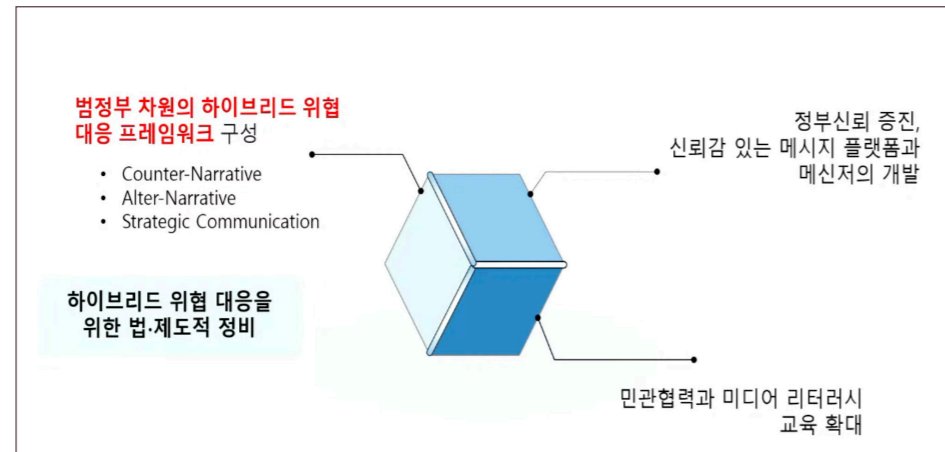 범정부 차원의 하이브리드 위협
대응 프레임워크 구성
• Counter-Narrative
• Alter-Narrative
• Strategic Communication
하이브리드 위협 대응을
위한 법·제도적 정비
정부신뢰 증진,
신뢰감 있는 메시지 플랫폼과
메신저의 개발
민관협력과 미디어 리터러시
교육 확대